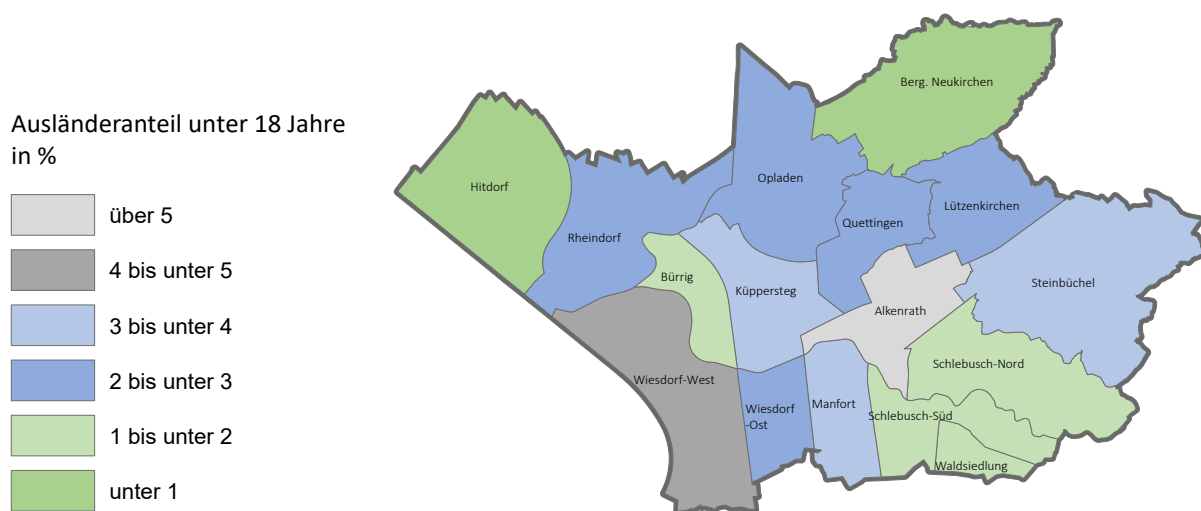 Ausländeranteil unter 18 Jahre
in %
über 5
4 bis unter 5
3 bis unter 4
2 bis unter 3
1 bis unter 2
unter 1
Berg. Neukirchen
Hitdorf
Opladen
Lützenkirchen
Quettingen
Rheindorf
Bürrig
Küppersteg
Steinbüchel
Alkenrath
Schlebusch-Nord
Wiesdorf-West
Wiesdorf
-Ost
Manfort
Schlebusch-Süd
Waldsiedlung